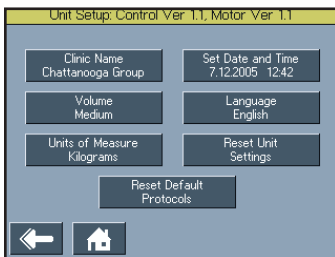 Unit Setup: Control Ver 1.1, Motor Ver 1.1
Clinic Name
Chattanooga Group
Set Date and Time
7.12.2005 12:42
Volume
Medium
Language
English
Units of Measure
Kilograms
Reset Unit
Settings
Reset Default
Protocols